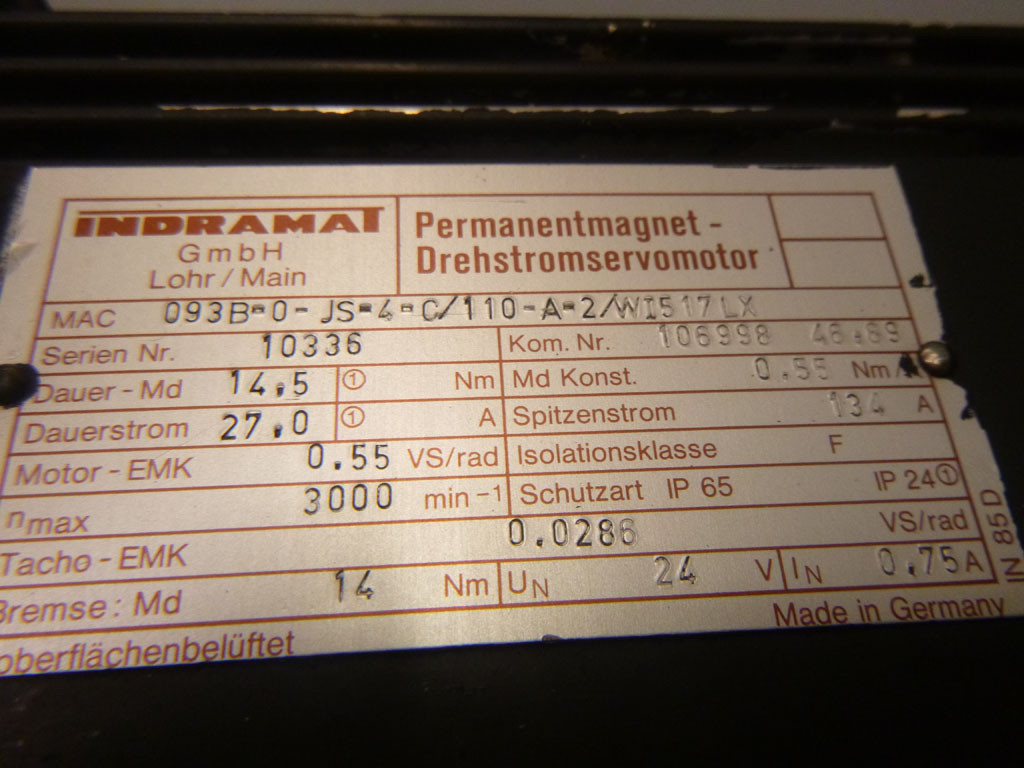 INDRAMAT
GmbH
Lohr / Main
Permanentmagnet -
Drehstromservomotor
MAC 093B-0-JS-4-C/110-A-2/WI517LX
Serien Nr. 10336 Kom. Nr. 106998 46.89
Dauer - Md 14,5 ① Nm Md Konst. 0.55 Nm/A
Dauerstrom 27.0 ① A Spitzenstrom 134 A
Motor - EMK 0.55 VS/rad Isolationsklasse F
nmax 3000 min -1 Schutzart IP 65 IP 24①
Tacho - EMK 0.0286 VS/rad
Bremse: Md 14 Nm UN 24 V IN 0,75A
oberflächenbelüftet Made in Germany
IN 85D